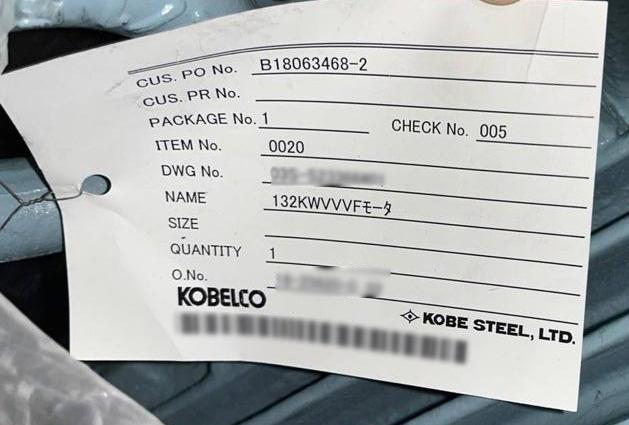 CUS. PO No. B18063468-2
CUS. PR No.
PACKAGE No. 1 CHECK No. 005
ITEM No. 0020
DWG No.
NAME 132KWVVVFモータ
SIZE
QUANTITY 1
O.No.
KOBELCO
KOBE STEEL, LTD.